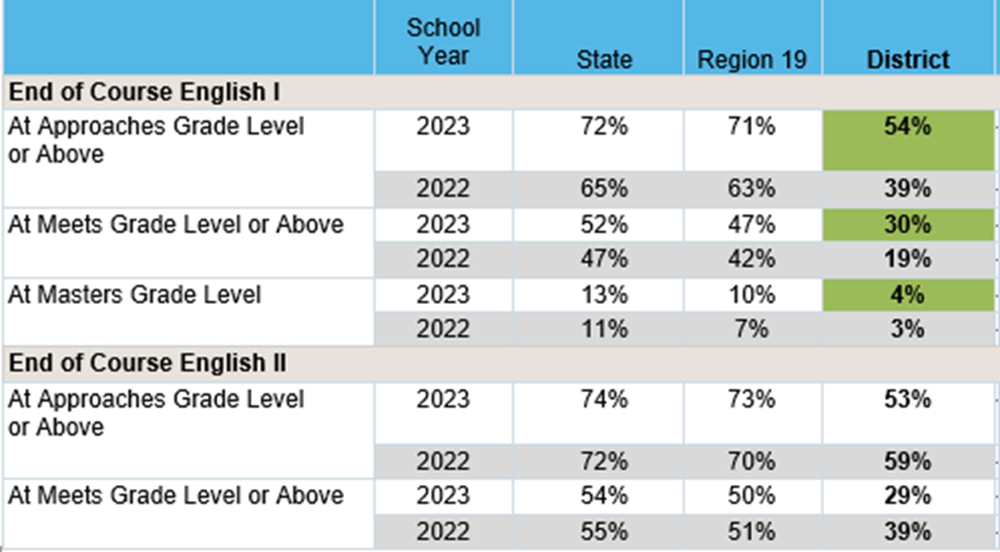 School
Year State Region 19 District
End of Course English I
At Approaches Grade Level
or Above 2023 72% 71% 54%
2022 65% 63% 39%
At Meets Grade Level or Above 2023 52% 47% 30%
2022 47% 42% 19%
At Masters Grade Level 2023 13% 10% 4%
2022 11% 7% 3%
End of Course English II
At Approaches Grade Level
or Above 2023 74% 73% 53%
2022 72% 70% 59%
At Meets Grade Level or Above 2023 54% 50% 29%
2022 55% 51% 39%